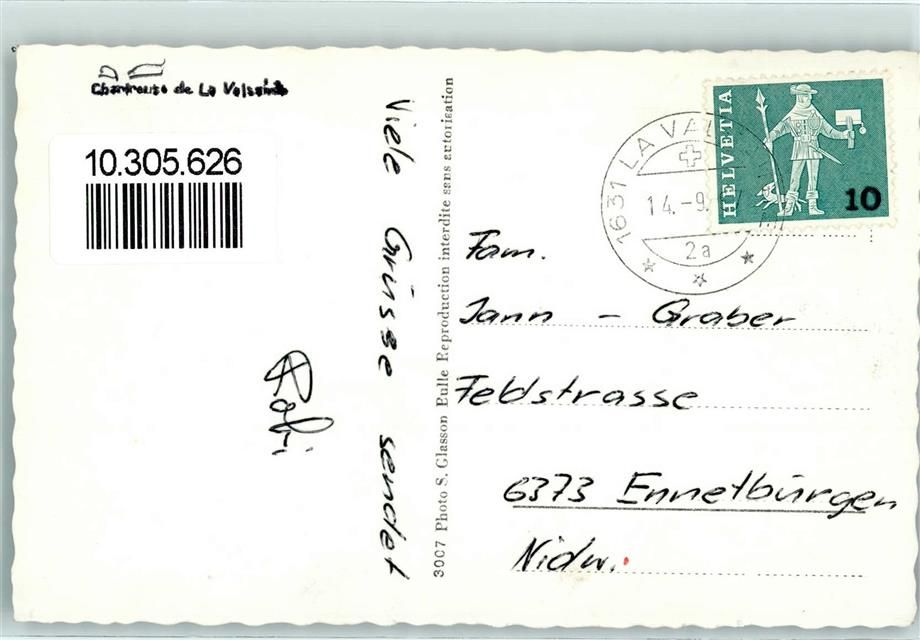 Chartreuse de La Valsainte
10.305.626
Viele Grüsse sendet
3007 Photo S. Glasson Bulle Reproduction interdite sans autorisation
1631 LA VAL
14.-9.
2a
HELVETIA
10
Fam.
Jann - Graber
Feldstrasse
6373 Ennetbürgen
Nidw.